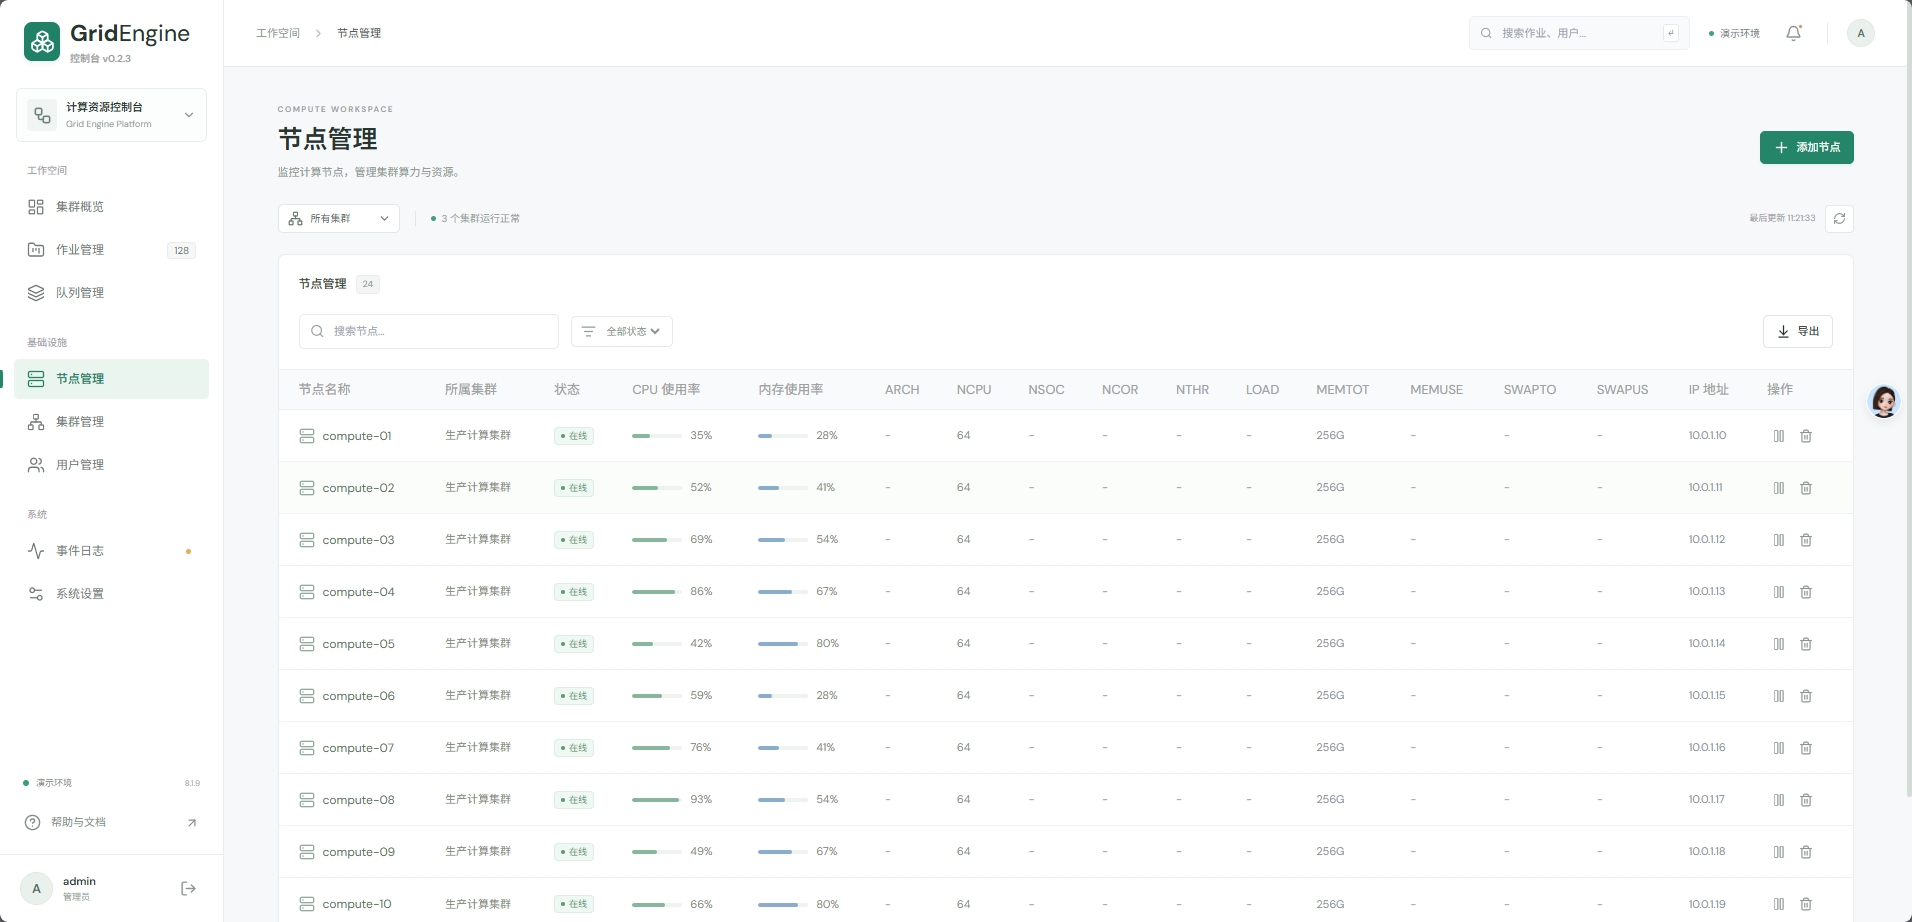 GridEngine
控制台 v0.2.3
计算资源控制台
Grid Engine Platform
工作空间
集群概览
作业管理 128
队列管理
基础设施
节点管理
集群管理
用户管理
系统
事件日志
系统设置
演示环境 8.1.9
帮助与文档
A admin
管理员
工作空间 节点管理
搜索作业、用户...
演示环境
A
COMPUTE WORKSPACE
节点管理
监控计算节点，管理集群算力与资源。
添加节点
所有集群
3 个集群运行正常
最后更新 11:21:33
节点管理 24
搜索节点...
全部状态
导出
节点名称 所属集群 状态 CPU 使用率 内存使用率 ARCH NCPU NSOC NCOR NTHR LOAD MEMTOT MEMUSE SWAPTO SWAPUS IP 地址 操作
compute-01 生产计算集群 在线 35% 28% - 64 - - - - 256G - - - 10.0.1.10
compute-02 生产计算集群 在线 52% 41% - 64 - - - - 256G - - - 10.0.1.11
compute-03 生产计算集群 在线 69% 54% - 64 - - - - 256G - - - 10.0.1.12
compute-04 生产计算集群 在线 86% 67% - 64 - - - - 256G - - - 10.0.1.13
compute-05 生产计算集群 在线 42% 80% - 64 - - - - 256G - - - 10.0.1.14
compute-06 生产计算集群 在线 59% 28% - 64 - - - - 256G - - - 10.0.1.15
compute-07 生产计算集群 在线 76% 41% - 64 - - - - 256G - - - 10.0.1.16
compute-08 生产计算集群 在线 93% 54% - 64 - - - - 256G - - - 10.0.1.17
compute-09 生产计算集群 在线 49% 67% - 64 - - - - 256G - - - 10.0.1.18
compute-10 生产计算集群 在线 66% 80% - 64 - - - - 256G - - - 10.0.1.19